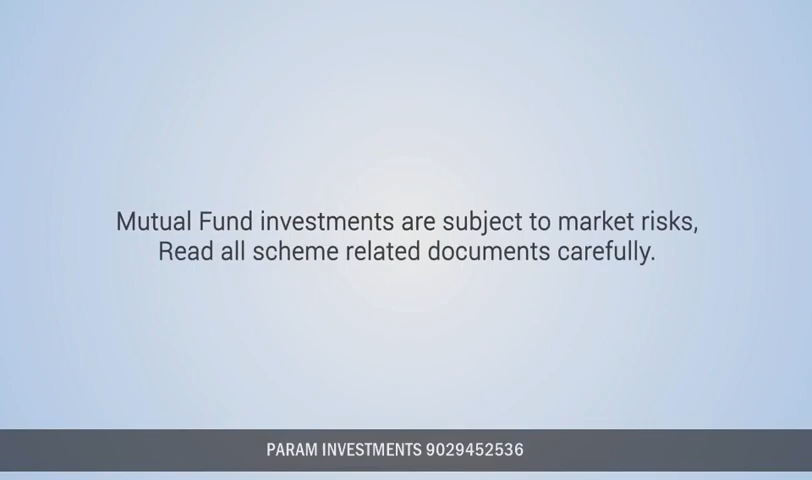 Mutual Fund investments are subject to market risks,
Read all scheme related documents carefully.
PARAM INVESTMENTS 9029452536